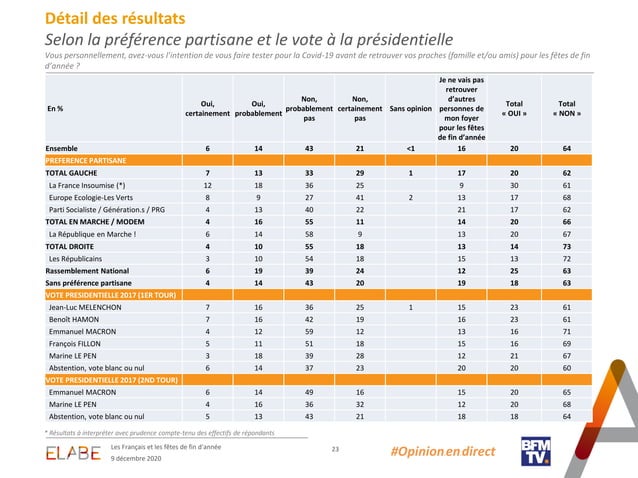 Détail des résultats
Selon la préférence partisane et le vote à la présidentielle
Vous personnellement, avez-vous l'intention de vous faire tester pour la Covid-19 avant de retrouver vos proches (famille et/ou amis) pour les fêtes de fin
d'année ?
En % Oui, certainement Oui, probablement Non, probablement pas Non, certainement pas Sans opinion Je ne vais pas retrouver d'autres personnes de mon foyer pour les fêtes de fin d'année Total « OUI » Total « NON »
Ensemble 6 14 43 21 <1 16 20 64
PREFERENCE PARTISANE
TOTAL GAUCHE 7 13 33 29 1 17 20 62
La France Insoumise (*) 12 18 36 25 9 30 61
Europe Ecologie-Les Verts 8 9 27 41 2 13 17 68
Parti Socialiste / Génération.s / PRG 4 13 40 22 21 17 62
TOTAL EN MARCHE / MODEM 4 16 55 11 14 20 66
La République en Marche ! 6 14 58 9 13 20 67
TOTAL DROITE 4 10 55 18 13 14 73
Les Républicains 3 10 54 18 15 13 72
Rassemblement National 6 19 39 24 12 25 63
Sans préférence partisane 4 14 43 20 19 18 63
VOTE PRESIDENTIELLE 2017 (1ER TOUR)
Jean-Luc MELENCHON 7 16 36 25 1 15 23 61
Benoît HAMON 7 16 42 19 16 23 61
Emmanuel MACRON 4 12 59 12 13 16 71
François FILLON 5 11 51 18 15 16 69
Marine LE PEN 3 18 39 28 12 21 67
Abstention, vote blanc ou nul 6 14 37 23 20 20 60
VOTE PRESIDENTIELLE 2017 (2ND TOUR)
Emmanuel MACRON 6 14 49 16 15 20 65
Marine LE PEN 4 16 36 32 12 20 68
Abstention, vote blanc ou nul 5 13 43 21 18 18 64
* Résultats à interpréter avec prudence compte-tenu des effectifs de répondants
ELABE
Les Français et les fêtes de fin d'année
9 décembre 2020
23
#Opinion en direct
BFM
TV.